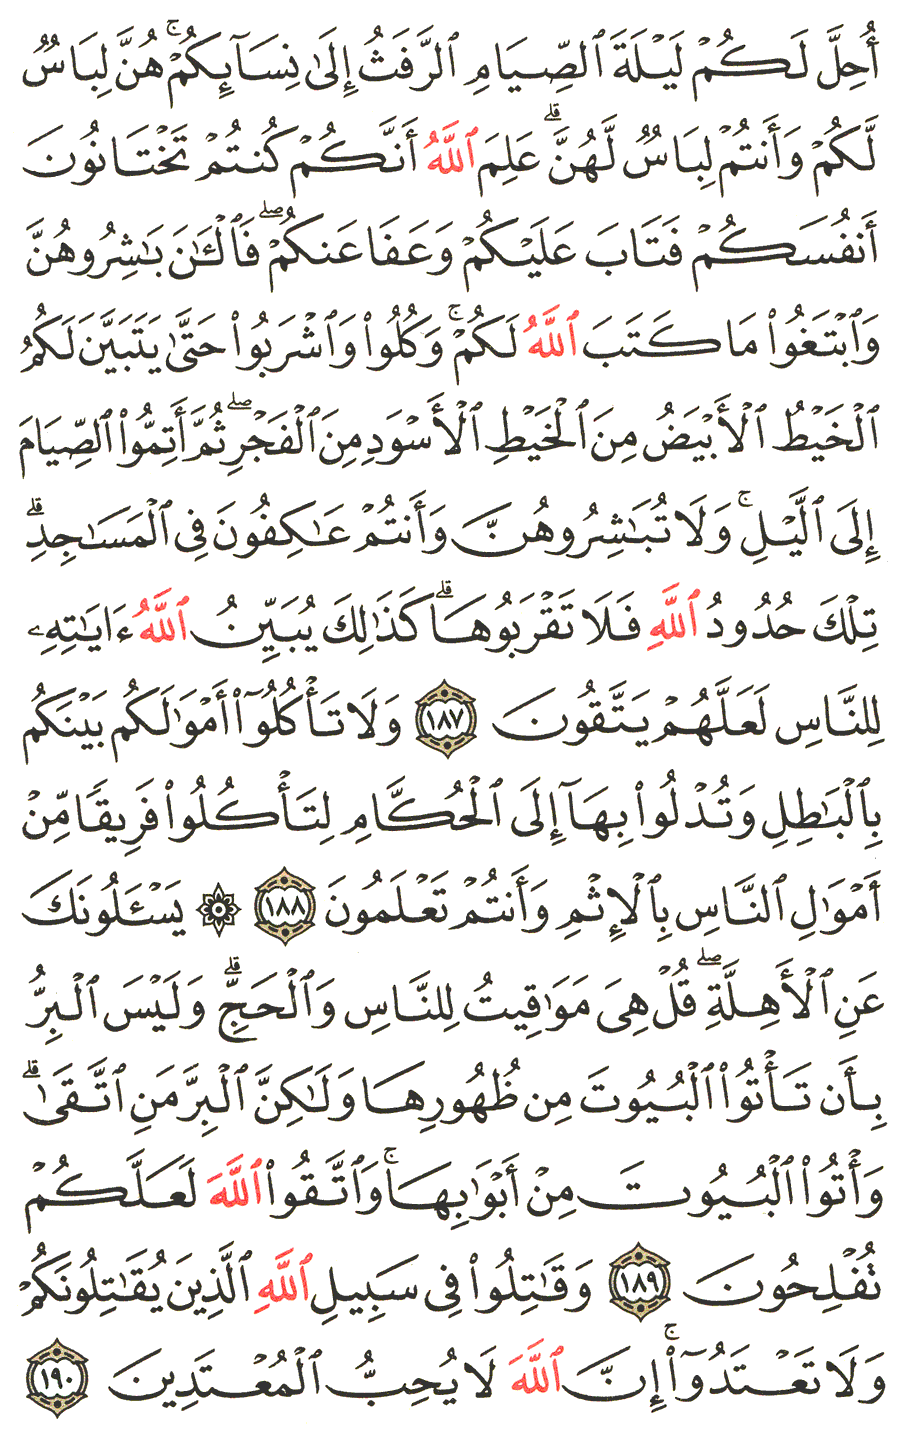 أُحِلَّ لَكُمۡ لَيۡلَةَ ٱلصِّيَامِ ٱلرَّفَثُ إِلَىٰ نِسَآئِكُمۡۚ هُنَّ لِبَاسٞ
لَّكُمۡ وَأَنتُمۡ لِبَاسٞ لَّهُنَّۗ عَلِمَ ٱللَّهُ أَنَّكُمۡ كُنتُمۡ تَخۡتَانُونَ
أَنفُسَكُمۡ فَتَابَ عَلَيۡكُمۡ وَعَفَا عَنكُمۡۖ فَٱلۡـَٰٔنَ بَٰشِرُوهُنَّ
وَٱبۡتَغُواْ مَا كَتَبَ ٱللَّهُ لَكُمۡۚ وَكُلُواْ وَٱشۡرَبُواْ حَتَّىٰ يَتَبَيَّنَ لَكُمُ
ٱلۡخَيۡطُ ٱلۡأَبۡيَضُ مِنَ ٱلۡخَيۡطِ ٱلۡأَسۡوَدِ مِنَ ٱلۡفَجۡرِۖ ثُمَّ أَتِمُّواْ ٱلصِّيَامَ
إِلَى ٱلَّيۡلِۚ وَلَا تُبَٰشِرُوهُنَّ وَأَنتُمۡ عَٰكِفُونَ فِي ٱلۡمَسَٰجِدِۗ
تِلۡكَ حُدُودُ ٱللَّهِ فَلَا تَقۡرَبُوهَاۗ كَذَٰلِكَ يُبَيِّنُ ٱللَّهُ ءَايَٰتِهِۦ
لِلنَّاسِ لَعَلَّهُمۡ يَتَّقُونَ ١٨٧ وَلَا تَأۡكُلُوٓاْ أَمۡوَٰلَكُم بَيۡنَكُم
بِٱلۡبَٰطِلِ وَتُدۡلُواْ بِهَآ إِلَى ٱلۡحُكَّامِ لِتَأۡكُلُواْ فَرِيقٗا مِّنۡ
أَمۡوَٰلِ ٱلنَّاسِ بِٱلۡإِثۡمِ وَأَنتُمۡ تَعۡلَمُونَ ١٨٨ ۞ يَسۡـَٔلُونَكَ
عَنِ ٱلۡأَهِلَّةِۖ قُلۡ هِيَ مَوَٰقِيتُ لِلنَّاسِ وَٱلۡحَجِّۗ وَلَيۡسَ ٱلۡبِرُّ
بِأَن تَأۡتُواْ ٱلۡبُيُوتَ مِن ظُهُورِهَا وَلَٰكِنَّ ٱلۡبِرَّ مَنِ ٱتَّقَىٰۗ
وَأۡتُواْ ٱلۡبُيُوتَ مِنۡ أَبۡوَٰبِهَاۚ وَٱتَّقُواْ ٱللَّهَ لَعَلَّكُمۡ
تُفۡلِحُونَ ١٨٩ وَقَٰتِلُواْ فِي سَبِيلِ ٱللَّهِ ٱلَّذِينَ يُقَٰتِلُونَكُمۡ
وَلَا تَعۡتَدُوٓاْۚ إِنَّ ٱللَّهَ لَا يُحِبُّ ٱلۡمُعۡتَدِينَ ١٩٠